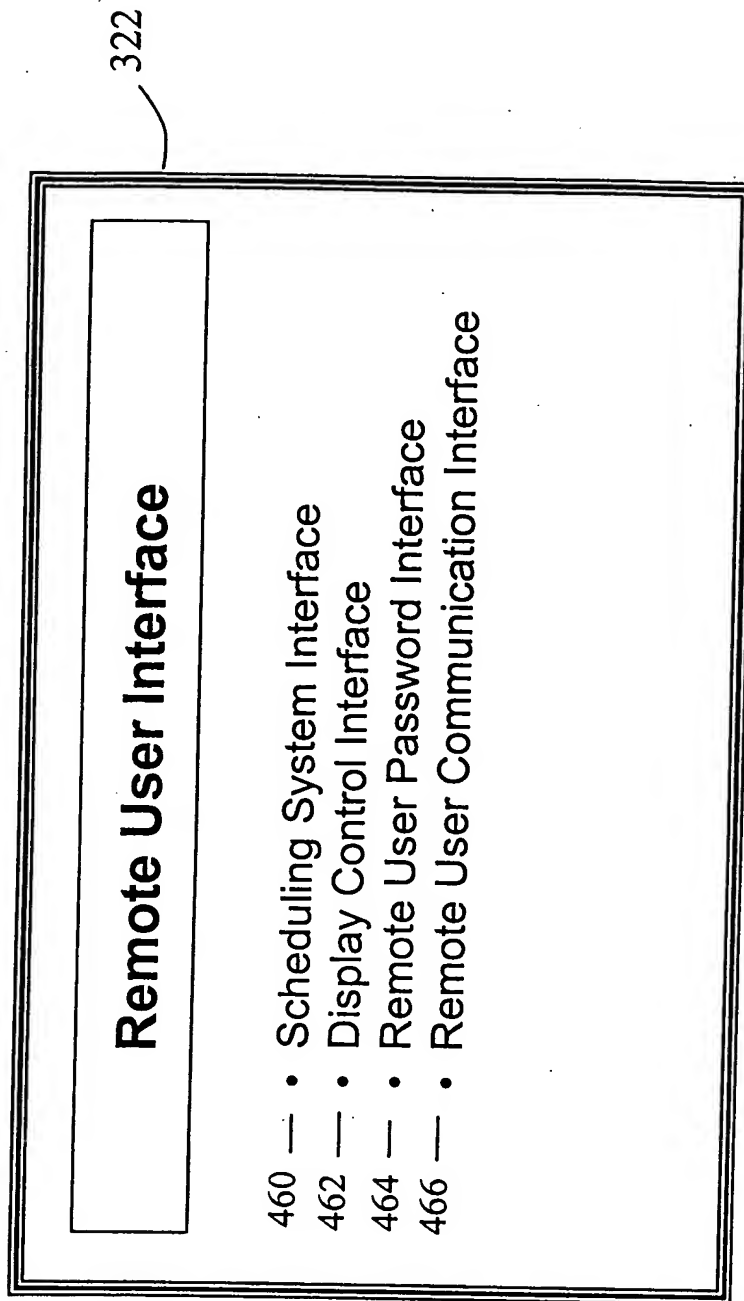 322
Remote User Interface
460 — • Scheduling System Interface
462 — • Display Control Interface
464 — • Remote User Password Interface
466 — • Remote User Communication Interface